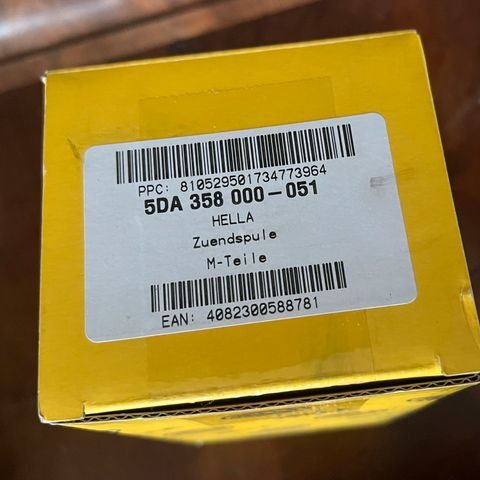 PPC: 810529501734773964
5DA 358 000-051
HELLA
Zuendspule
M-Teile
EAN: 4082300588781